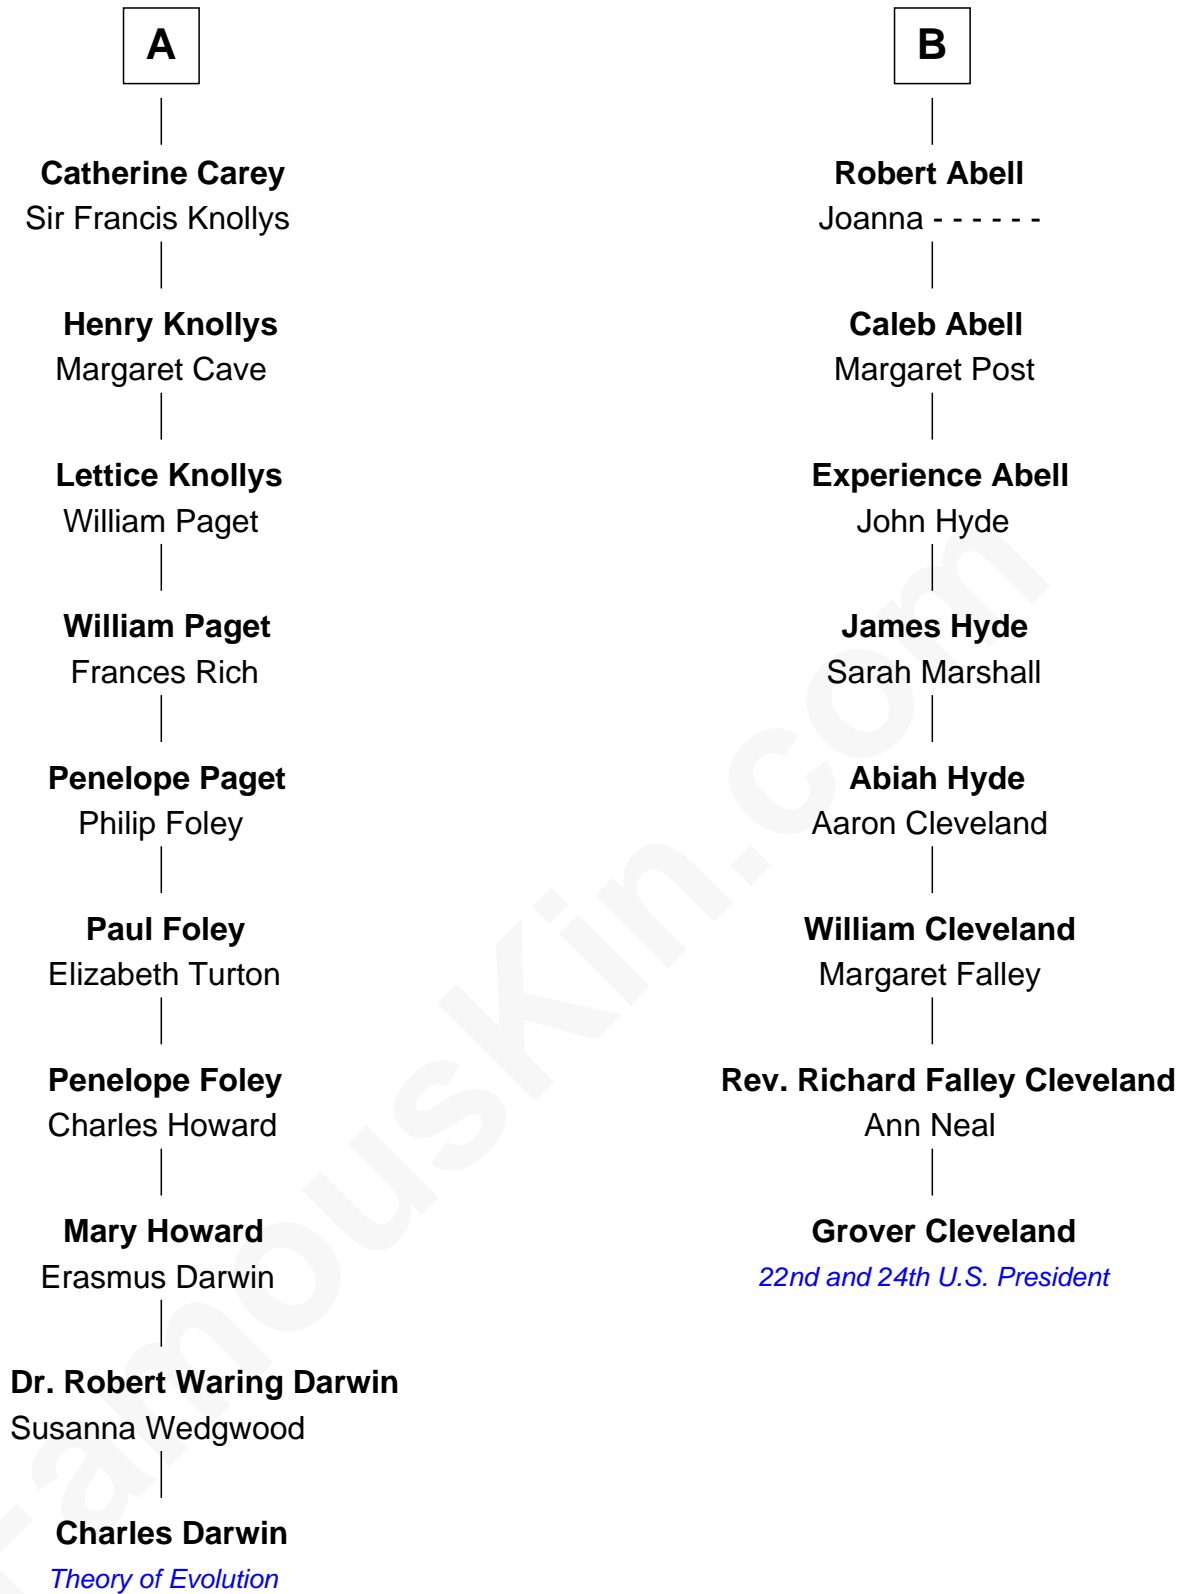 A
Catherine Carey
Sir Francis Knollys
Henry Knollys
Margaret Cave
Lettice Knollys
William Paget
William Paget
Frances Rich
Penelope Paget
Philip Foley
Paul Foley
Elizabeth Turton
Penelope Foley
Charles Howard
Mary Howard
Erasmus Darwin
Dr. Robert Waring Darwin
Susanna Wedgwood
Charles Darwin
Theory of Evolution
B
Robert Abell
Joanna - - - - - -
Caleb Abell
Margaret Post
Experience Abell
John Hyde
James Hyde
Sarah Marshall
Abiah Hyde
Aaron Cleveland
William Cleveland
Margaret Falley
Rev. Richard Falley Cleveland
Ann Neal
Grover Cleveland
22nd and 24th U.S. President
FamousKin.com